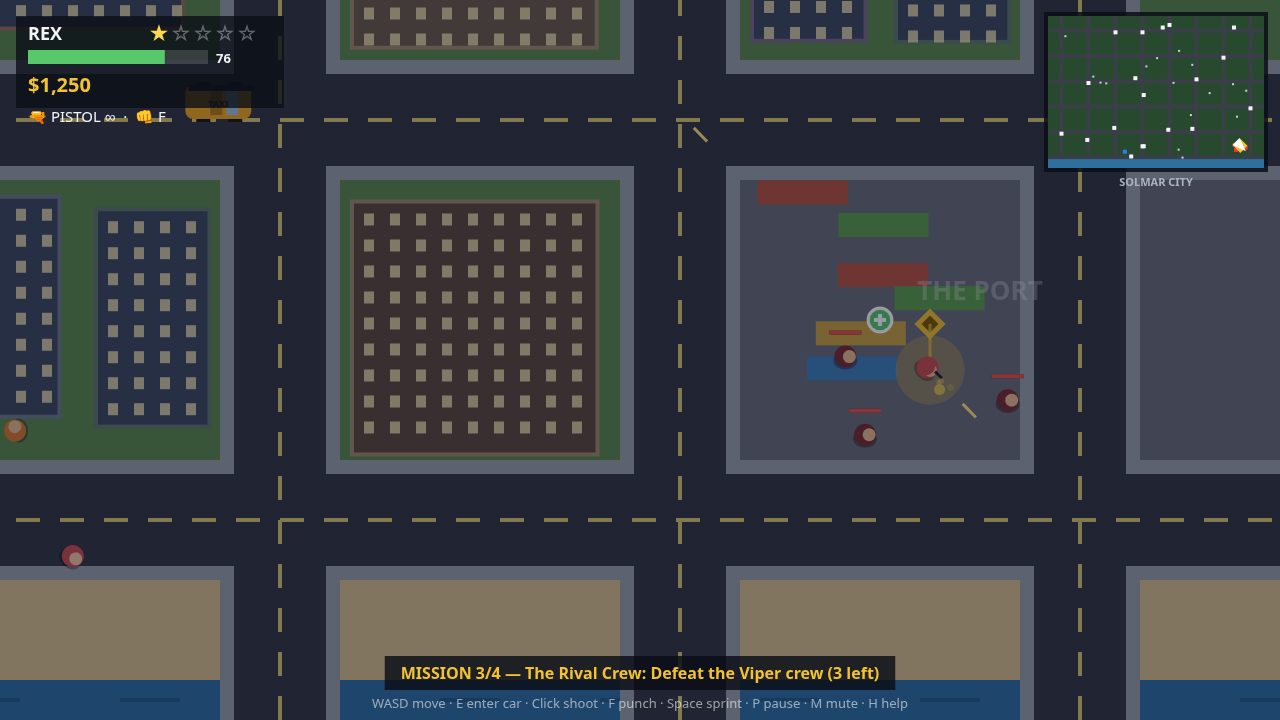 REX ★☆☆☆☆
76
$1,250
TAXI
🔫 PISTOL ∞ · 👊 F
SOLMAR CITY
THE PORT
MISSION 3/4 — The Rival Crew: Defeat the Viper crew (3 left)
WASD move · E enter car · Click shoot · F punch · Space sprint · P pause · M mute · H help